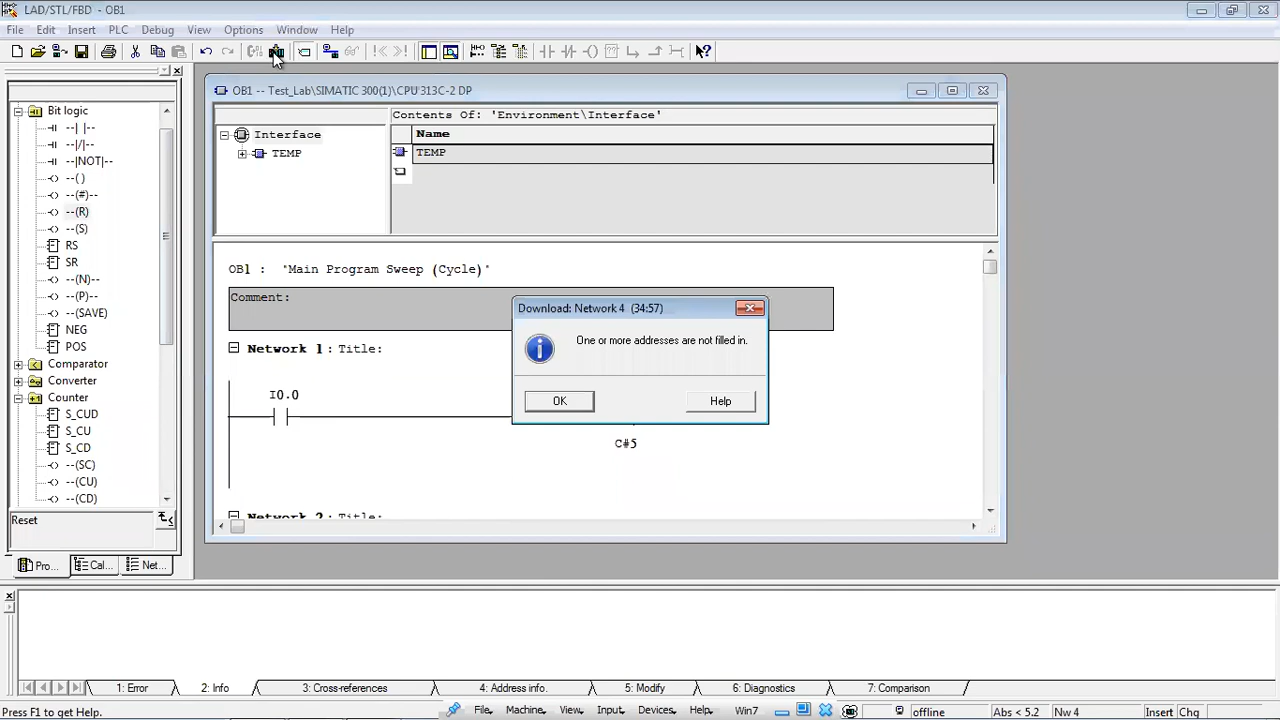 LAD/STL/FBD - OB1
File Edit Insert PLC Debug View Options Window Help
Bit logic
--| |--
--|/|--
--|NOT|--
--( )
--(#)--
--(R)
--(S)
RS
SR
--(N)--
--(P)--
--(SAVE)
NEG
POS
Comparator
Converter
Counter
S_CUD
S_CU
S_CD
--(SC)
--(CU)
--(CD)
Reset
Pro... Cal... Net...
OB1 -- Test_Lab\SIMATIC 300(1)\CPU 313C-2 DP
Interface
TEMP
Contents Of: 'Environment\Interface'
Name
TEMP
OB1 : "Main Program Sweep (Cycle)"
Comment:
Network 1 : Title:
I0.0
C#5
Network 2 : Title:
Download: Network 4 (34:57)
One or more addresses are not filled in.
OK Help
1: Error 2: Info 3: Cross-references 4: Address info. 5: Modify 6: Diagnostics 7: Comparison
Press F1 to get Help.
File, Machine, View, Input, Devices, Help, Win7
offline Abs < 5.2 Nw 4 Insert Chg